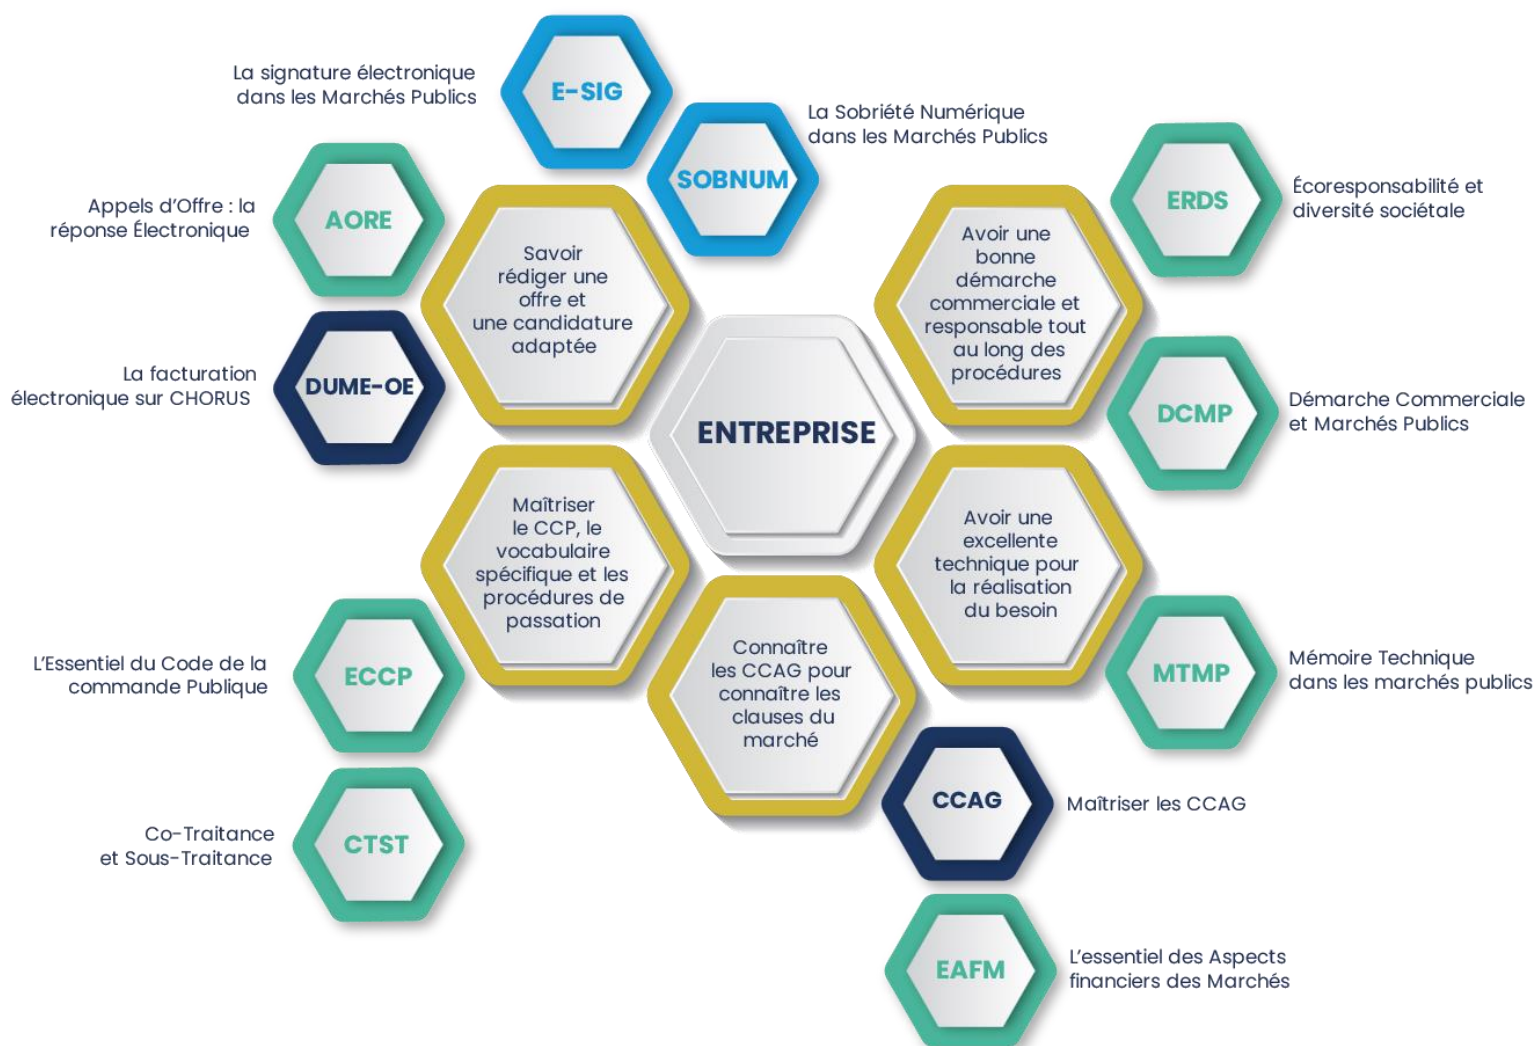 La signature électronique
dans les Marchés Publics
E-SIG
La Sobriété Numérique
dans les Marchés Publics
SOBNUM
Appels d’Offre : la
réponse Électronique
AORE
La facturation
électronique sur CHORUS
DUME-OE
Savoir
rédiger une
offre et
une candidature
adaptée
Avoir une
bonne
démarche
commerciale et
responsable tout
au long des
procédures
ERDS
Écoresponsabilité et
diversité sociétale
DCMP
Démarche Commerciale
et Marchés Publics
ENTREPRISE
Maîtriser
le CCP, le
vocabulaire
spécifique et les
procédures de
passation
Avoir une
excellente
technique pour
la réalisation
du besoin
L’Essentiel du Code de la
commande Publique
ECCP
Connaître
les CCAG pour
connaître les
clauses du
marché
MTMP
Mémoire Technique
dans les marchés publics
Co-Traitance
et Sous-Traitance
CTST
CCAG
Maîtriser les CCAG
EAFM
L’essentiel des Aspects
financiers des Marchés